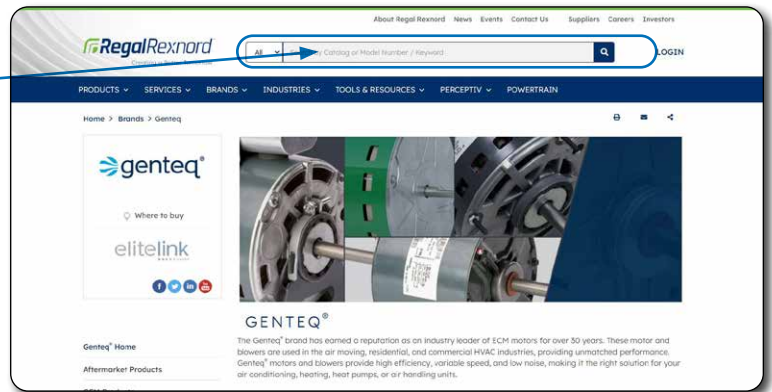 About Regal Rexnord News Events Contact Us Suppliers Careers Investors
RegalRexnord
All Catalog or Model Number / Keyword
LOGIN
PRODUCTS SERVICES BRANDS INDUSTRIES TOOLS & RESOURCES PERCEPTIV POWERTRAIN
Home > Brands > Genteq
genteq®
Where to buy
elitelink
GENTEQ®
The Genteq® brand has earned a reputation as an industry leader of ECM motors for over 30 years. These motor and
blowers are used in the air moving, residential, and commercial HVAC industries, providing unmatched performance.
Genteq® motors and blowers provide high efficiency, variable speed, and low noise, making it the right solution for your
air conditioning, heating, heat pumps, or air handling units.
Genteq® Home
Aftermarket Products